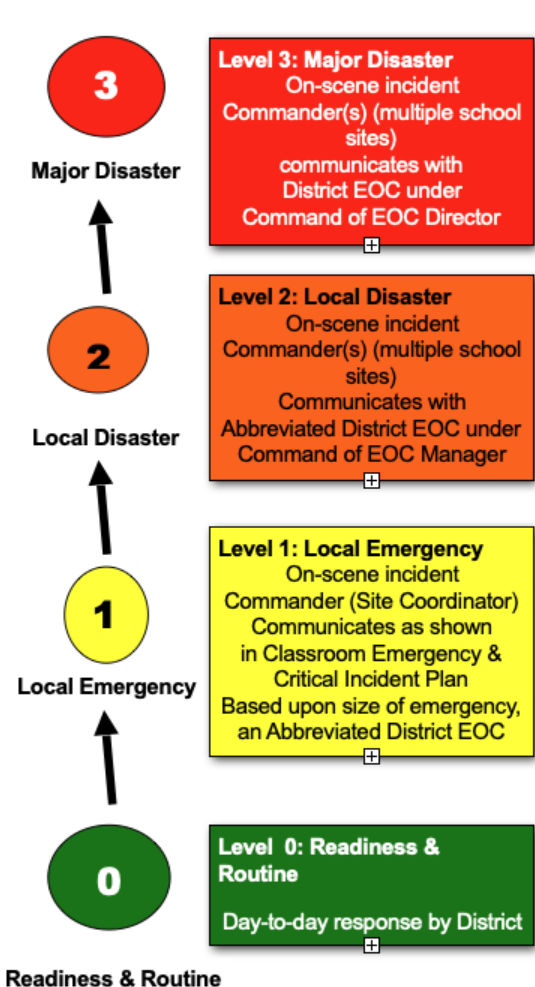 3
Major Disaster
Level 3: Major Disaster
On-scene incident
Commander(s) (multiple school
sites)
communicates with
District EOC under
Command of EOC Director
2
Local Disaster
Level 2: Local Disaster
On-scene incident
Commander(s) (multiple school
sites)
Communicates with
Abbreviated District EOC under
Command of EOC Manager
1
Local Emergency
Level 1: Local Emergency
On-scene incident
Commander (Site Coordinator)
Communicates as shown
in Classroom Emergency &
Critical Incident Plan
Based upon size of emergency,
an Abbreviated District EOC
0
Readiness & Routine
Level 0: Readiness &
Routine
Day-to-day response by District